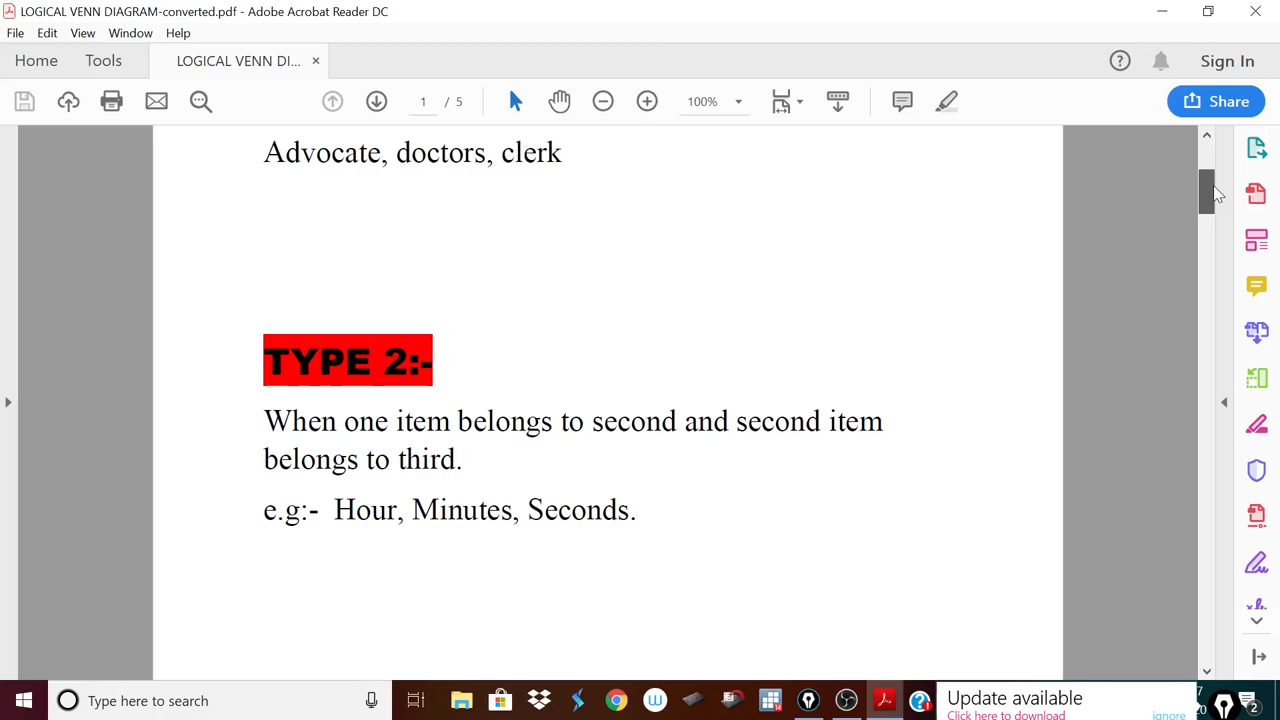 LOGICAL VENN DIAGRAM-converted.pdf - Adobe Acrobat Reader DC
File Edit View Window Help
Home Tools LOGICAL VENN DI... × Sign In
1 / 5 100% Share
Advocate, doctors, clerk
TYPE 2:-
When one item belongs to second and second item
belongs to third.
e.g:- Hour, Minutes, Seconds.
Type here to search
Update available
Click here to download ignore
2